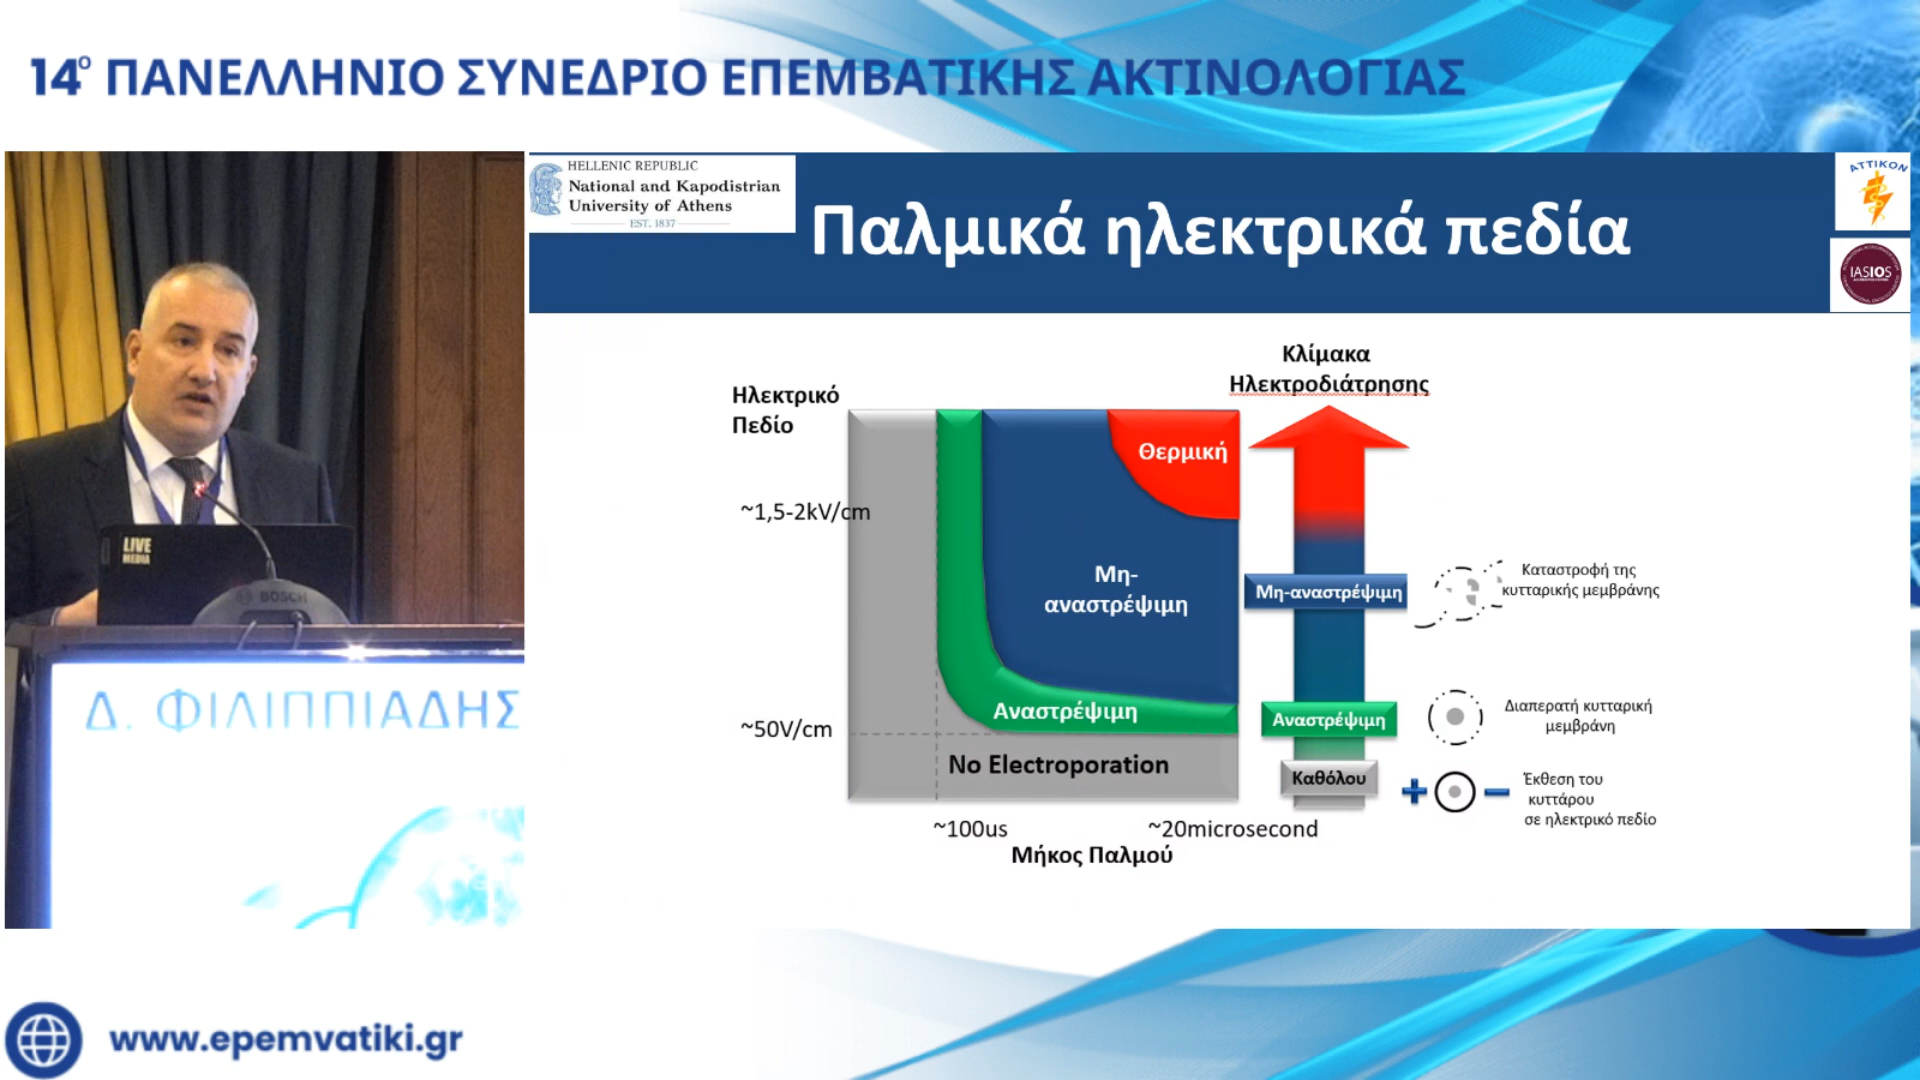 14ο ΠΑΝΕΛΛΗΝΙΟ ΣΥΝΕΔΡΙΟ ΕΠΕΜΒΑΤΙΚΗΣ ΑΚΤΙΝΟΛΟΓΙΑΣ
HELLENIC REPUBLIC
National and Kapodistrian
University of Athens
EST. 1837
Παλμικά ηλεκτρικά πεδία
ΑΤΤΙΚΟΝ
IASIOS
Κλίμακα
Ηλεκτροδιάτρησης
Ηλεκτρικό
Πεδίο
Θερμική
~1,5-2kV/cm
Μη-
αναστρέψιμη
Μη-αναστρέψιμη
Καταστροφή της
κυτταρικής μεμβράνης
Αναστρέψιμη
Αναστρέψιμη
Διαπερατή κυτταρική
μεμβράνη
~50V/cm
No Electroporation
Καθόλου
Έκθεση του
κυττάρου
σε ηλεκτρικό πεδίο
~100us
~20microsecond
Μήκος Παλμού
LIVE
MEDIA
BOSCH
Δ. ΦΙΛΙΠΠΙΑΔΗΣ
www.epemvatiki.gr